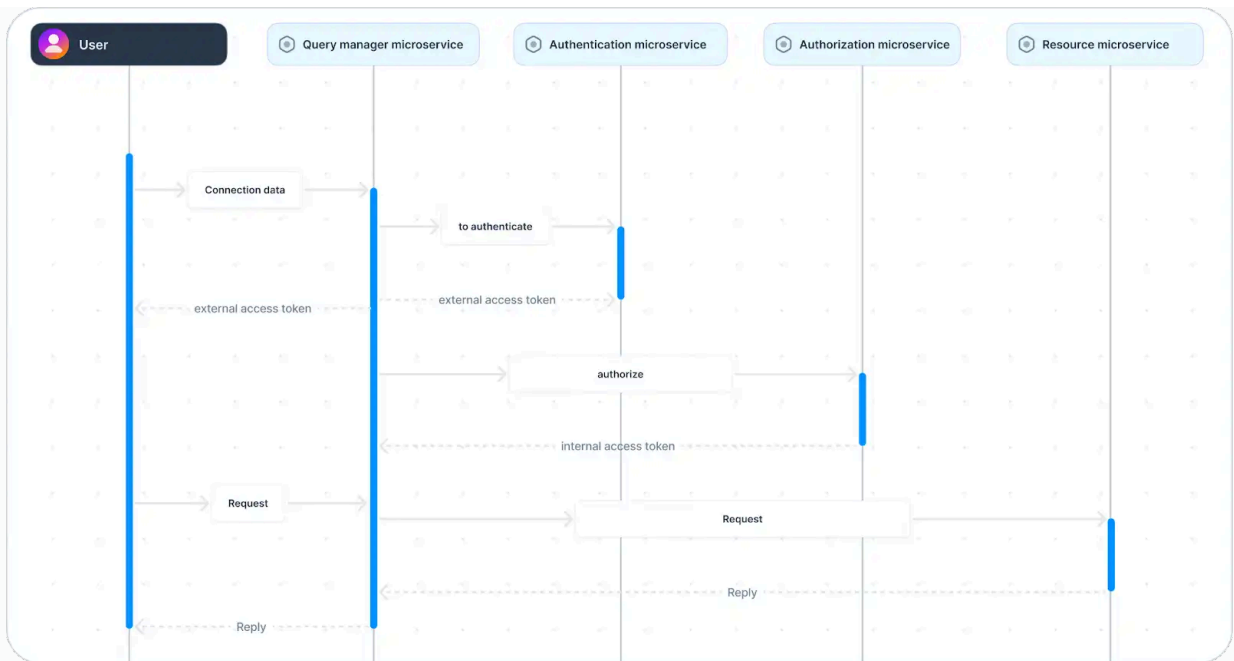 User
Query manager microservice
Authentication microservice
Authorization microservice
Resource microservice
Connection data
to authenticate
external access token
external access token
authorize
internal access token
Request
Request
Reply
Reply